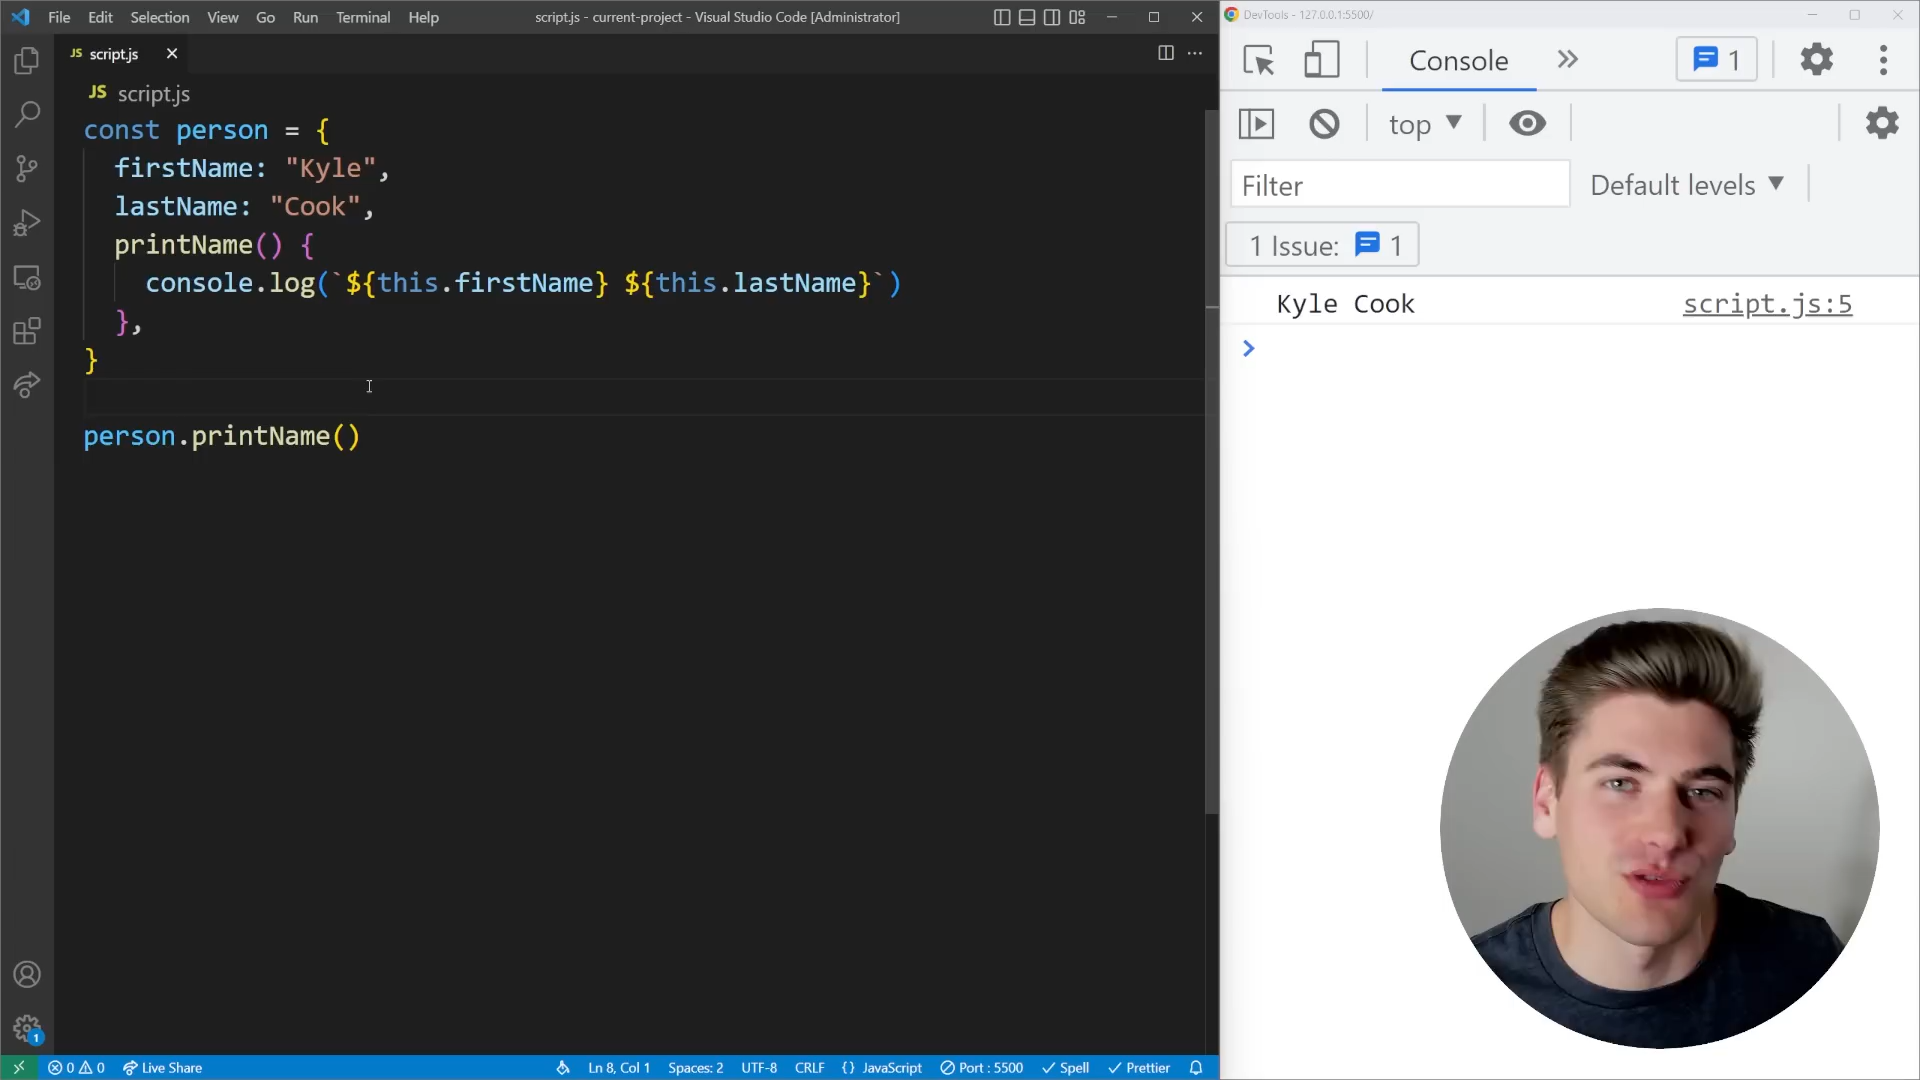 File Edit Selection View Go Run Terminal Help
script.js - current-project - Visual Studio Code [Administrator]
JS script.js
JS script.js
const person = {
firstName: "Kyle",
lastName: "Cook",
printName() {
console.log(`${this.firstName} ${this.lastName}`)
},
}
person.printName()
1
0 0 Live Share
Ln 8, Col 1 Spaces: 2 UTF-8 CRLF {} JavaScript Port : 5500 Spell Prettier
DevTools - 127.0.0.1:5500/
Console 1
top
Filter Default levels
1 Issue: 1
Kyle Cook script.js:5